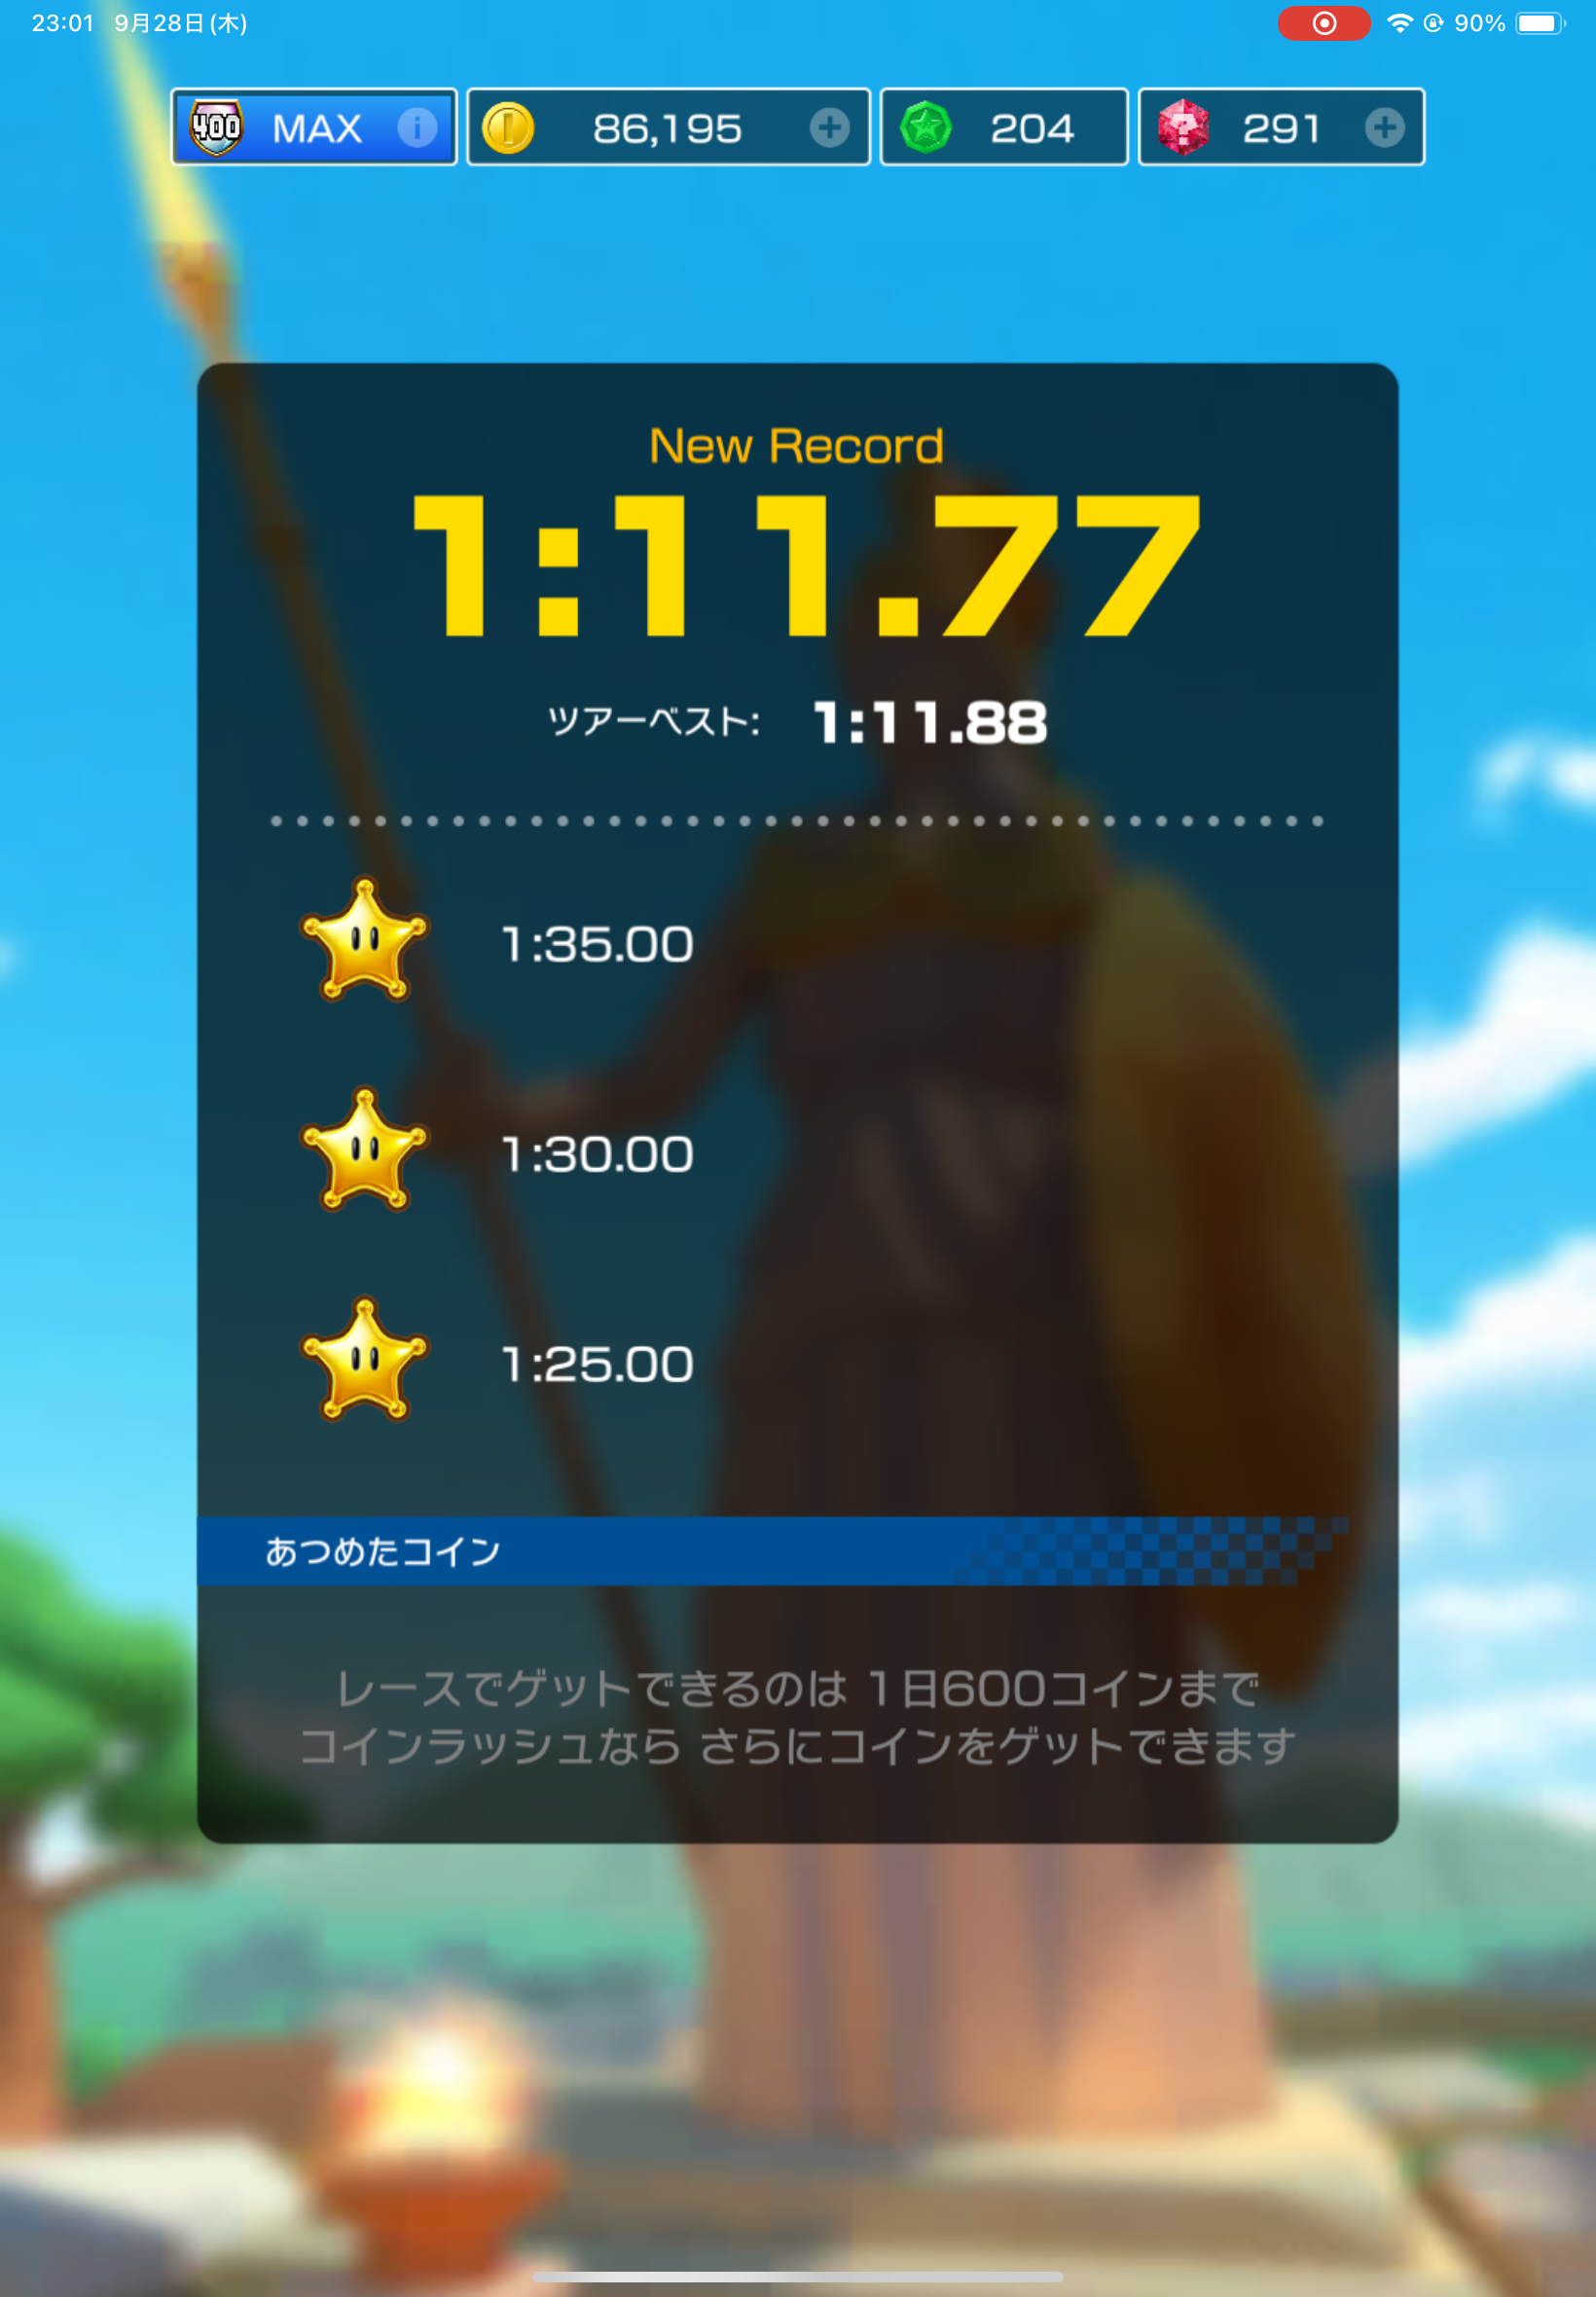 23:01 9月28日(木) 90%
400 MAX i 86,195 204 ? 291
New Record
1:11.77
ツアーベスト: 1:11.88
1:35.00
1:30.00
1:25.00
あつめたコイン
レースでゲットできるのは 1日600コインまで
コインラッシュなら さらにコインをゲットできます